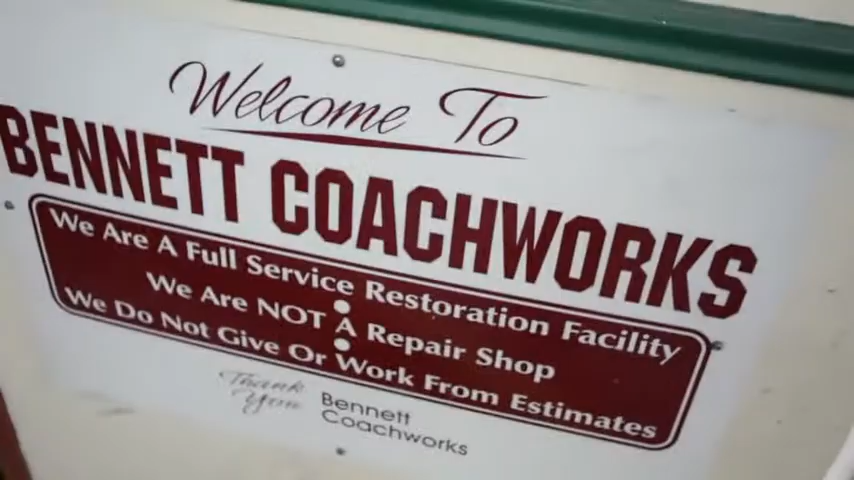 Welcome To
BENNETT COACHWORKS
We Are A Full Service Restoration Facility
We Are NOT A Repair Shop
We Do Not Give Or Work From Estimates
Thank
You
Bennett
Coachworks